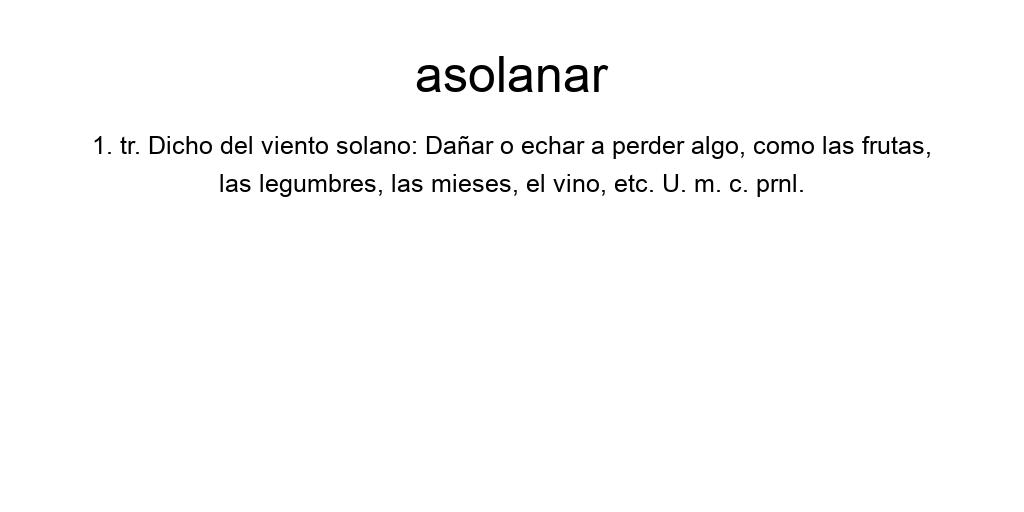 asolanar
1. tr. Dicho del viento solano: Dañar o echar a perder algo, como las frutas,
las legumbres, las mieses, el vino, etc. U. m. c. prnl.